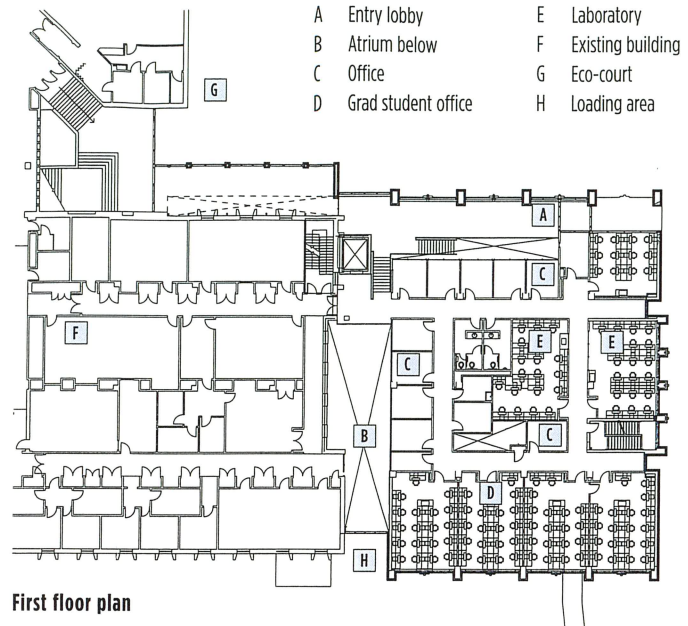 A Entry lobby
B Atrium below
C Office
D Grad student office
E Laboratory
F Existing building
G Eco-court
H Loading area
G
A
C
F
E
E
C
B
C
D
H
First floor plan